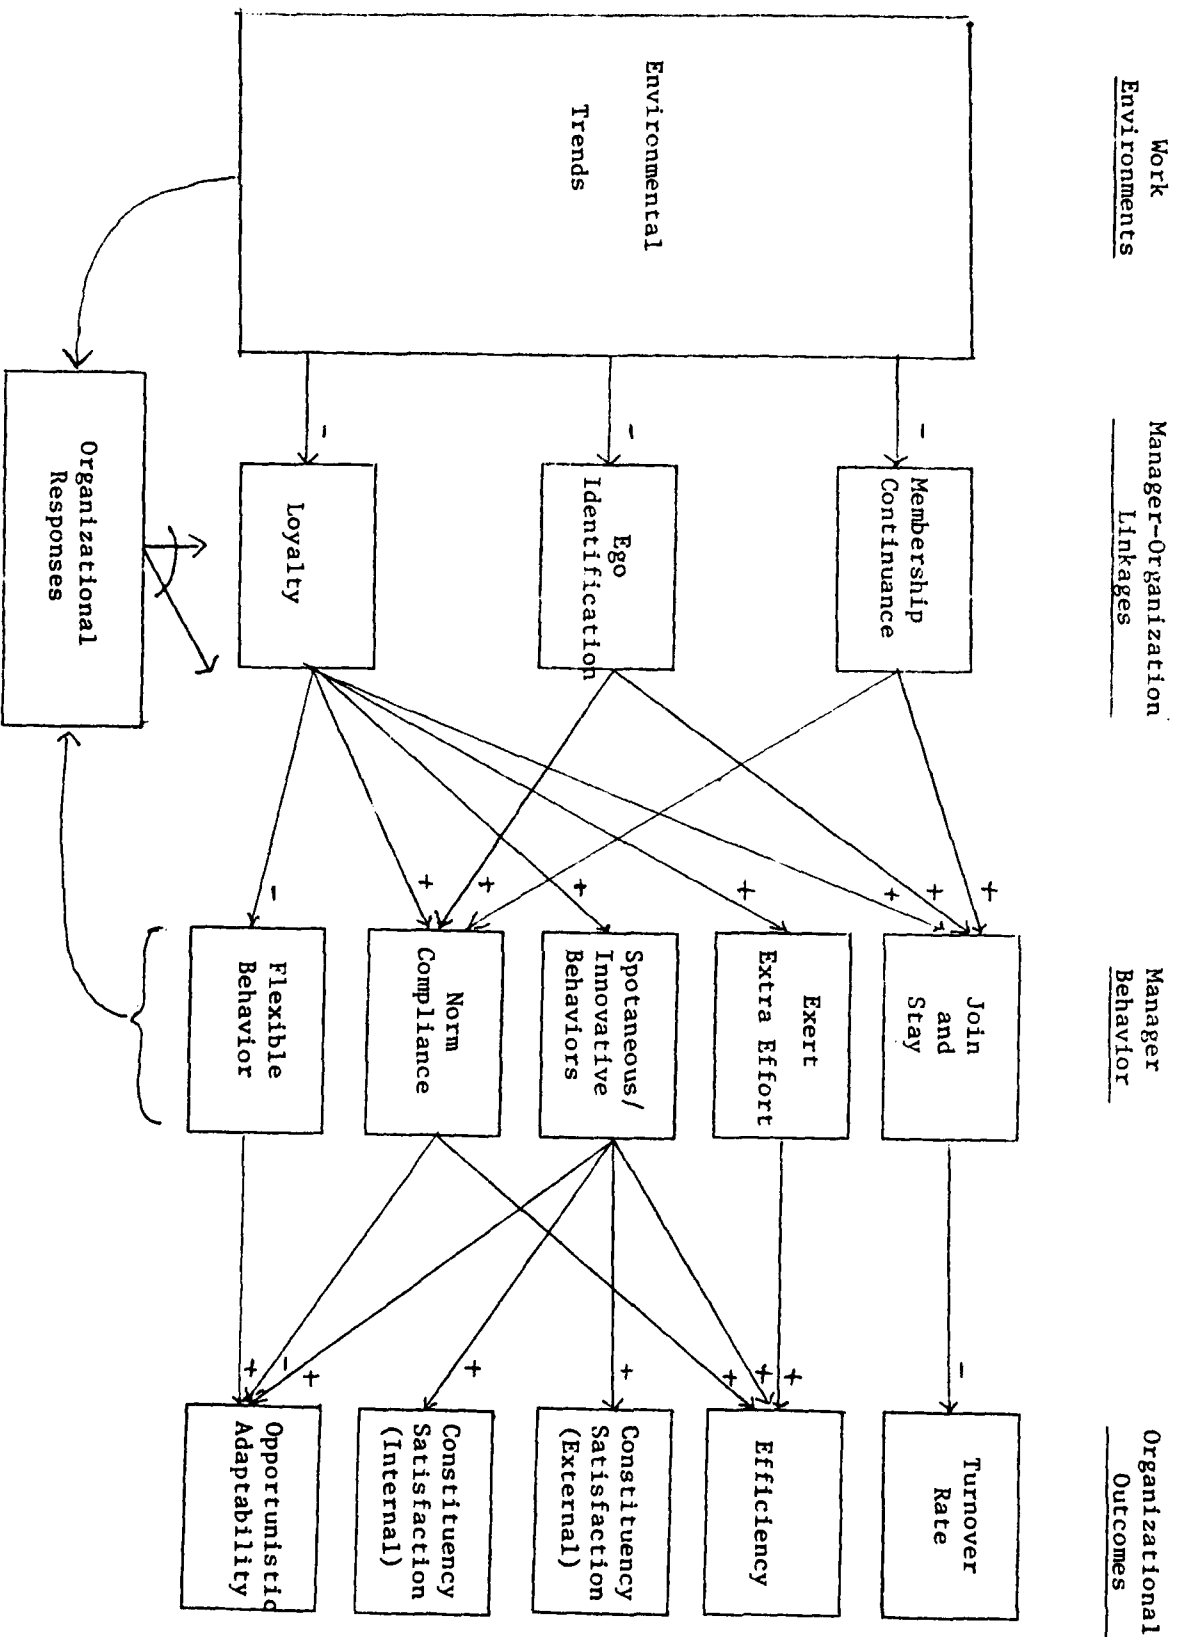 Work
Environments
Manager-Organization
Linkages
Manager
Behavior
Organizational
Outcomes
Environmental
Trends
-
-
-
Membership
Continuance
Ego
Identification
Loyalty
Organizational
Responses
+
+
+
+
+
+
+
-
Join
and
Stay
Exert
Extra Effort
Spotaneous/
Innovative
Behaviors
Norm
Compliance
Flexible
Behavior
-
+
+
+
+
+
+
-
+
Turnover
Rate
Efficiency
Constituency
Satisfaction
(External)
Constituency
Satisfaction
(Internal)
Opportunistic
Adaptability